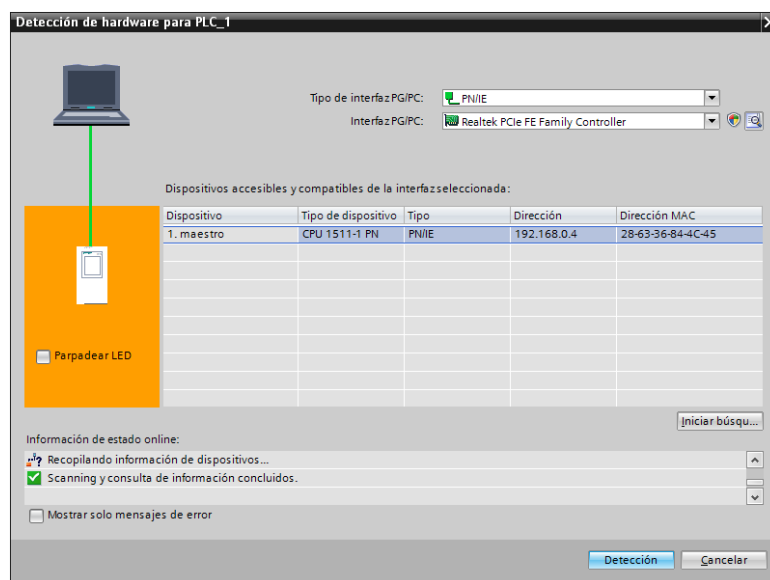 Detección de hardware para PLC_1
Tipo de interfaz PG/PC: PN/IE
Interfaz PG/PC: Realtek PCIe FE Family Controller
Dispositivos accesibles y compatibles de la interfaz seleccionada:
Dispositivo Tipo de dispositivo Tipo Dirección Dirección MAC
1. maestro CPU 1511-1 PN PN/IE 192.168.0.4 28-63-36-84-4C-45
Parpadear LED
Iniciar búsqu...
Información de estado online:
Recopilando información de dispositivos...
Scanning y consulta de información concluidos.
Mostrar solo mensajes de error
Detección Cancelar